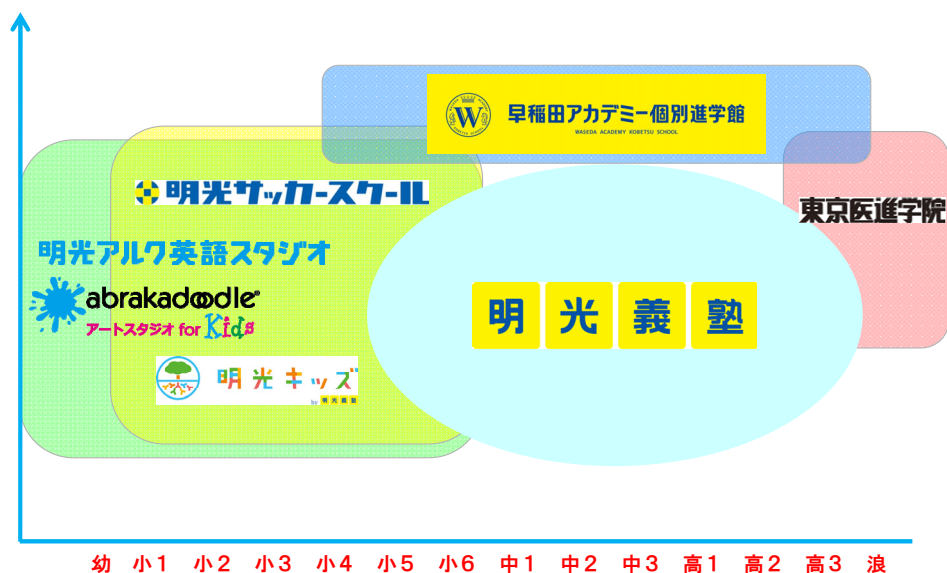 W
早稲田アカデミー個別進学館
WASEDA ACADEMY KOBETSU SCHOOL
明光サッカースクール
東京医進学院
明光アルク英語スタジオ
abrakadoodle®
アートスタジオ for Kids
明光義塾
明光キッズ
by 明光義塾
幼 小1 小2 小3 小4 小5 小6 中1 中2 中3 高1 高2 高3 浪